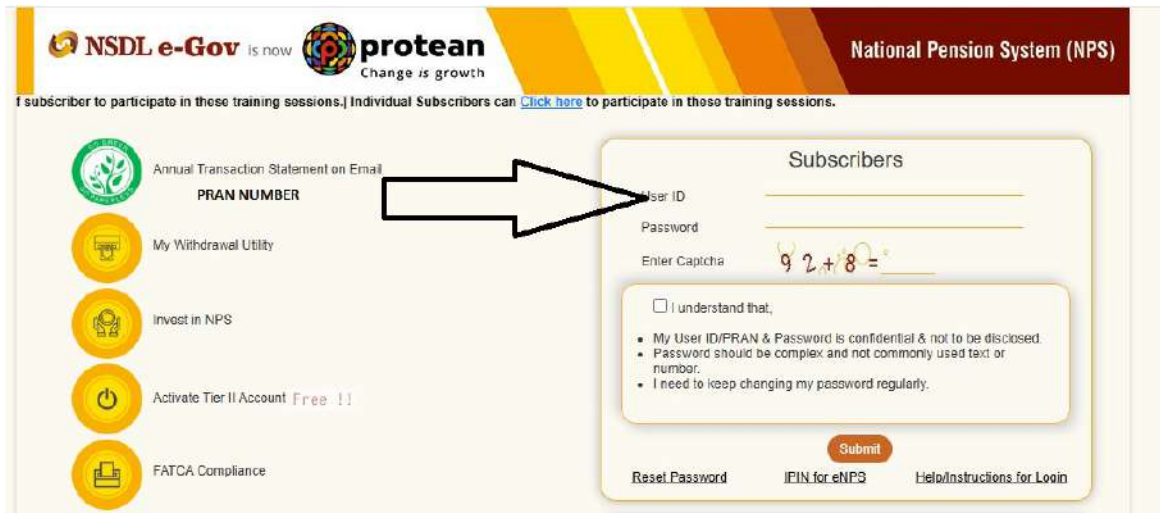 NSDL e-Gov is now protean
Change is growth
National Pension System (NPS)
f subscriber to participate in these training sessions.| Individual Subscribers can Click here to participate in these training sessions.
GO GREEN
Annual Transaction Statement on Email
PRAN NUMBER
My Withdrawal Utility
Invest in NPS
Activate Tier II Account Free !!
FATCA Compliance
Subscribers
User ID
Password
Enter Captcha 9 2 + 8 =
I understand that,
• My User ID/PRAN & Password is confidential & not to be disclosed.
• Password should be complex and not commonly used text or
number.
• I need to keep changing my password regularly.
Submit
Reset Password IPIN for eNPS Help/Instructions for Login